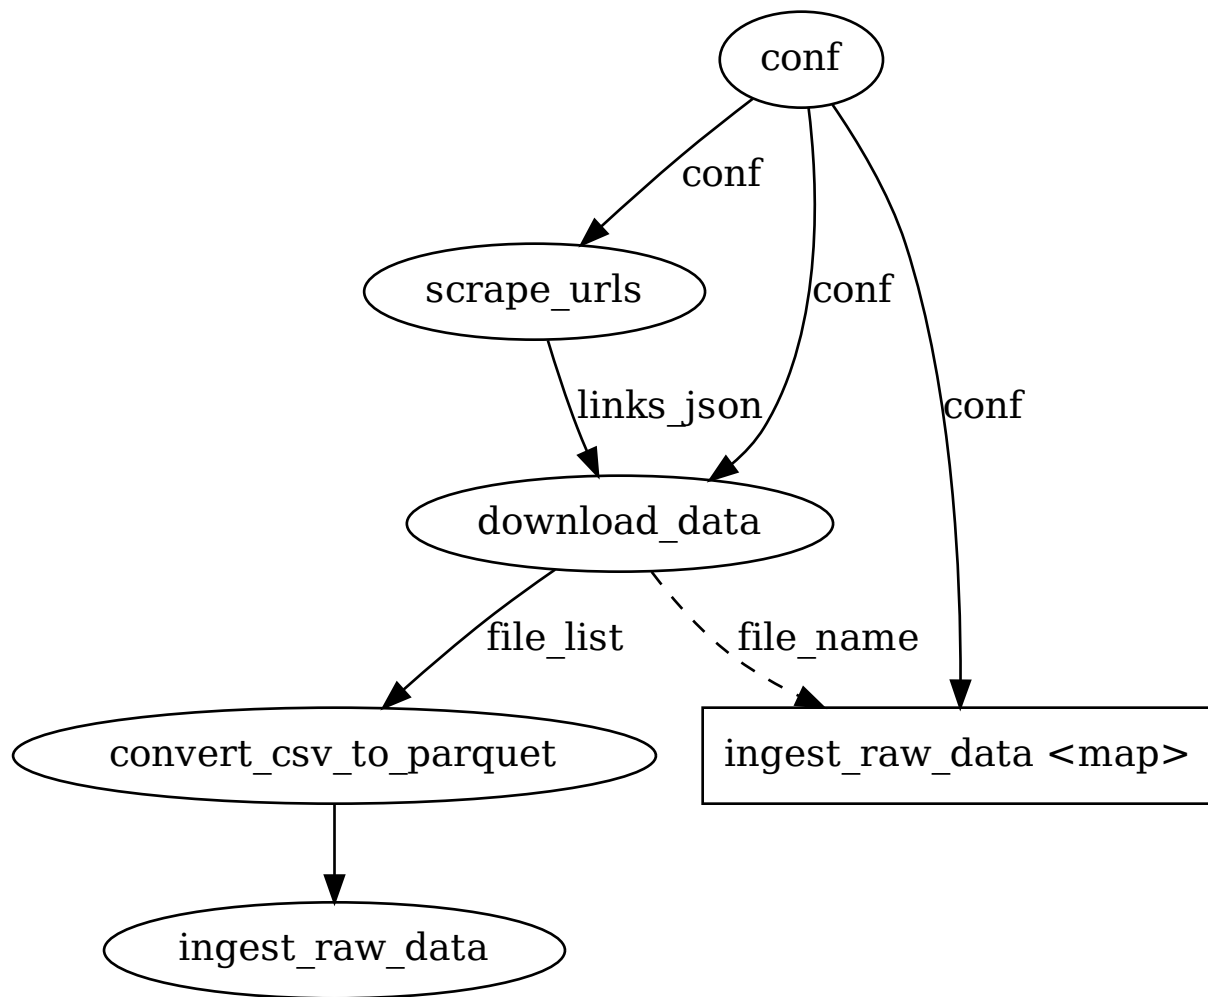 conf
conf
scrape_urls
conf
links_json
conf
download_data
file_list
file_name
convert_csv_to_parquet
ingest_raw_data <map>
ingest_raw_data